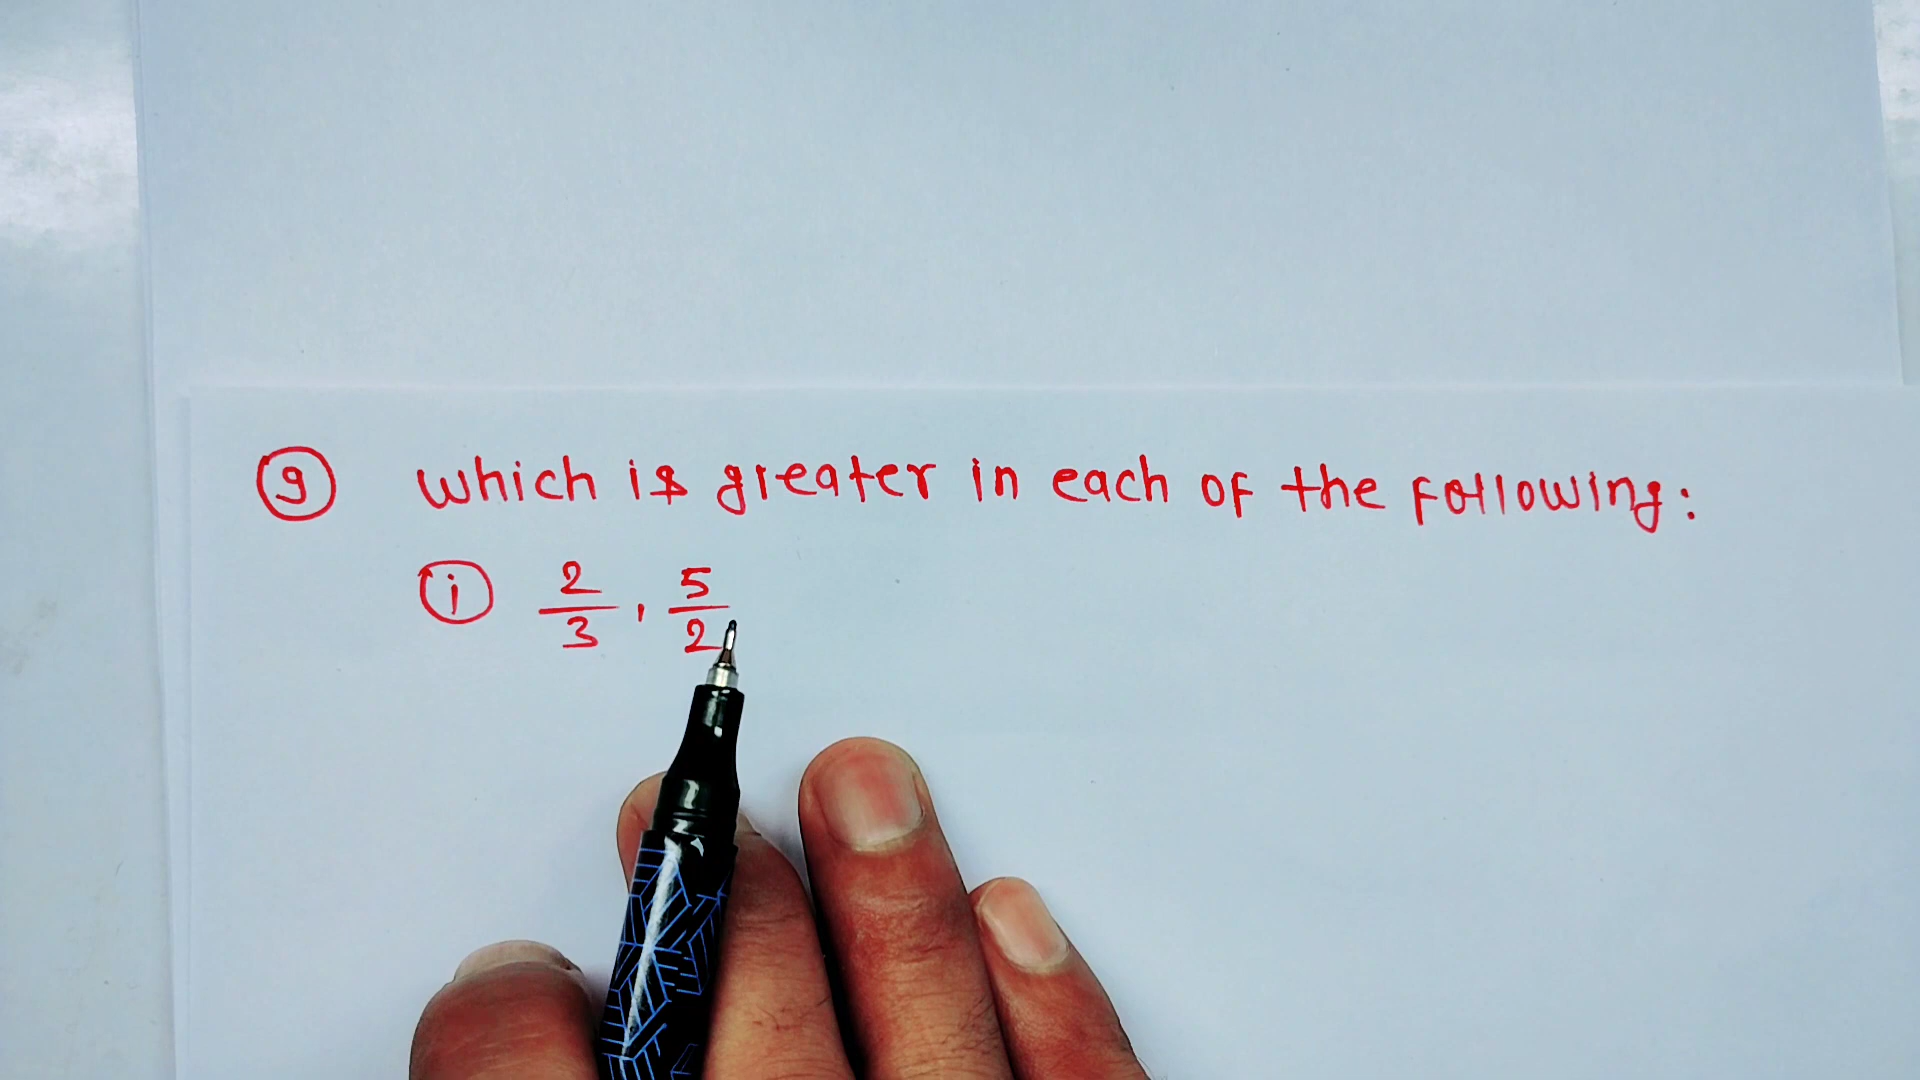 9 which is greater in each of the following:
i 2/3, 5/2